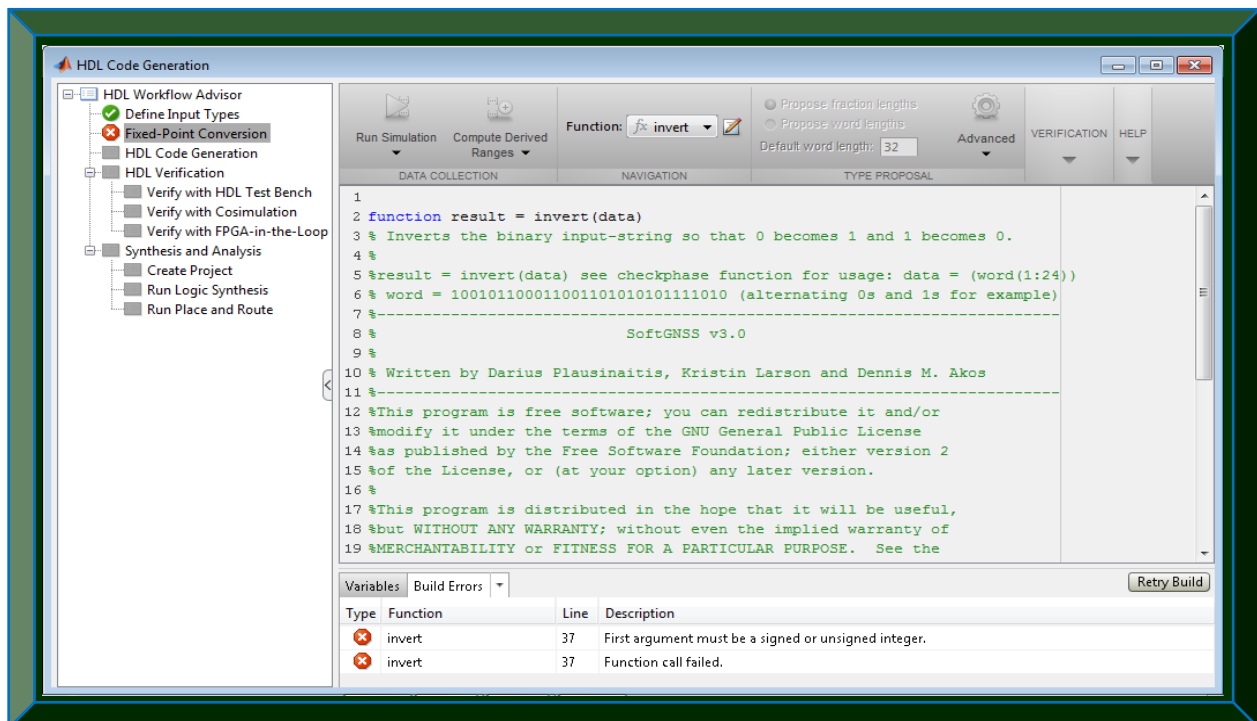 HDL Code Generation
HDL Workflow Advisor
Define Input Types
Fixed-Point Conversion
HDL Code Generation
HDL Verification
Verify with HDL Test Bench
Verify with Cosimulation
Verify with FPGA-in-the-Loop
Synthesis and Analysis
Create Project
Run Logic Synthesis
Run Place and Route
Run Simulation
Compute Derived
Ranges
DATA COLLECTION
Function: fx invert
NAVIGATION
Propose fraction lengths
Propose word lengths
Default word length: 32
Advanced
TYPE PROPOSAL
VERIFICATION
HELP
1
2 function result = invert(data)
3 % Inverts the binary input-string so that 0 becomes 1 and 1 becomes 0.
4 %
5 %result = invert(data) see checkphase function for usage: data = (word(1:24))
6 % word = 100101100011001101010101111010 (alternating 0s and 1s for example)
7 %--------------------------------------------------------------------------
8 % SoftGNSS v3.0
9 %
10 % Written by Darius Plausinaitis, Kristin Larson and Dennis M. Akos
11 %--------------------------------------------------------------------------
12 %This program is free software; you can redistribute it and/or
13 %modify it under the terms of the GNU General Public License
14 %as published by the Free Software Foundation; either version 2
15 %of the License, or (at your option) any later version.
16 %
17 %This program is distributed in the hope that it will be useful,
18 %but WITHOUT ANY WARRANTY; without even the implied warranty of
19 %MERCHANTABILITY or FITNESS FOR A PARTICULAR PURPOSE. See the
Variables Build Errors Retry Build
Type Function Line Description
invert 37 First argument must be a signed or unsigned integer.
invert 37 Function call failed.